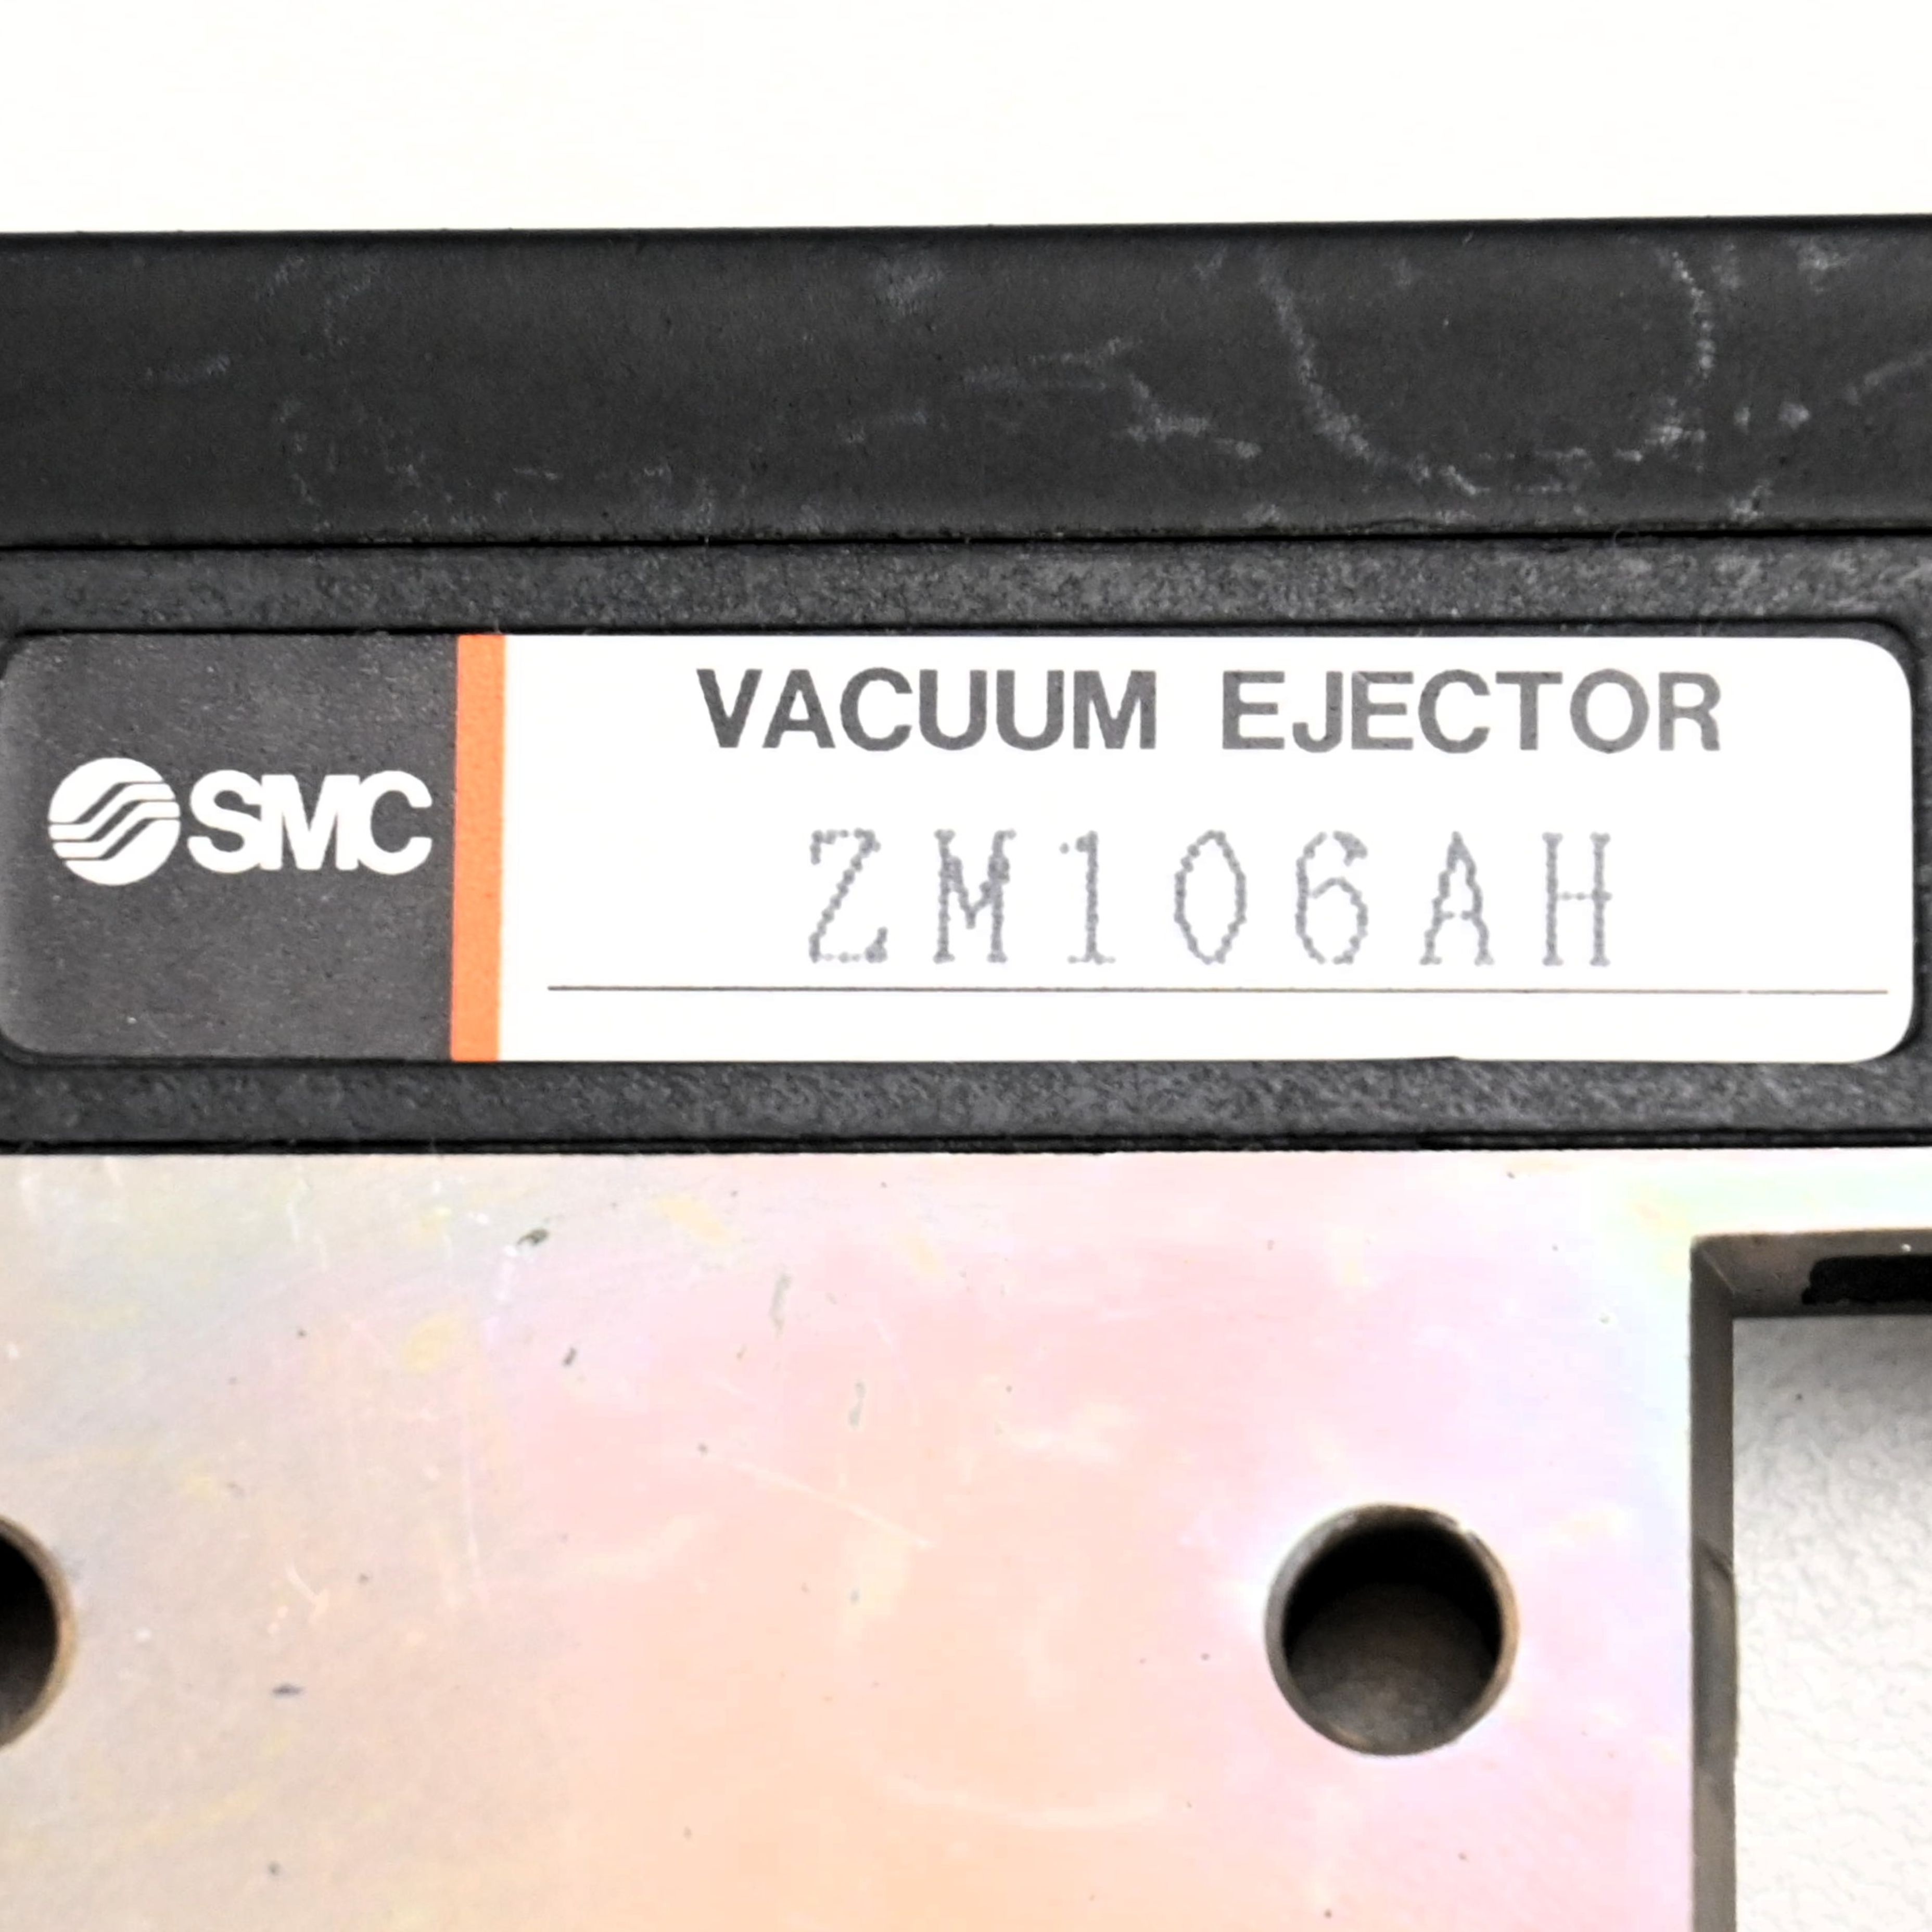 SMC
VACUUM EJECTOR
ZM106AH